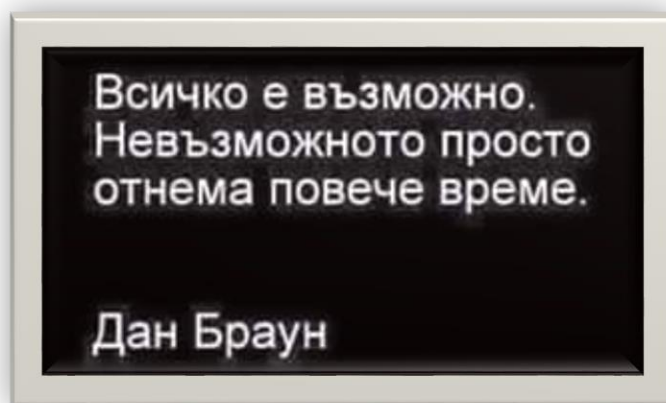 Всичко е възможно.
Невъзможното просто
отнема повече време.
Дан Браун